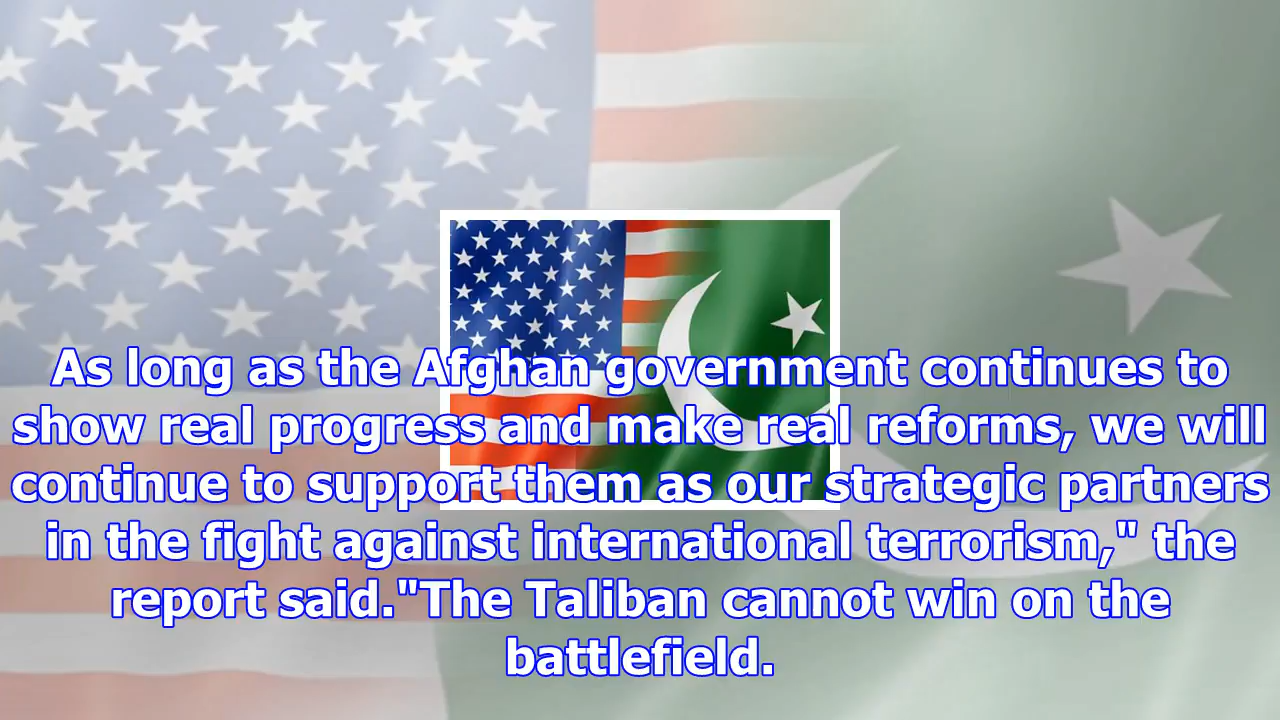 As long as the Afghan government continues to
show real progress and make real reforms, we will
continue to support them as our strategic partners
in the fight against international terrorism," the
report said."The Taliban cannot win on the
battlefield.